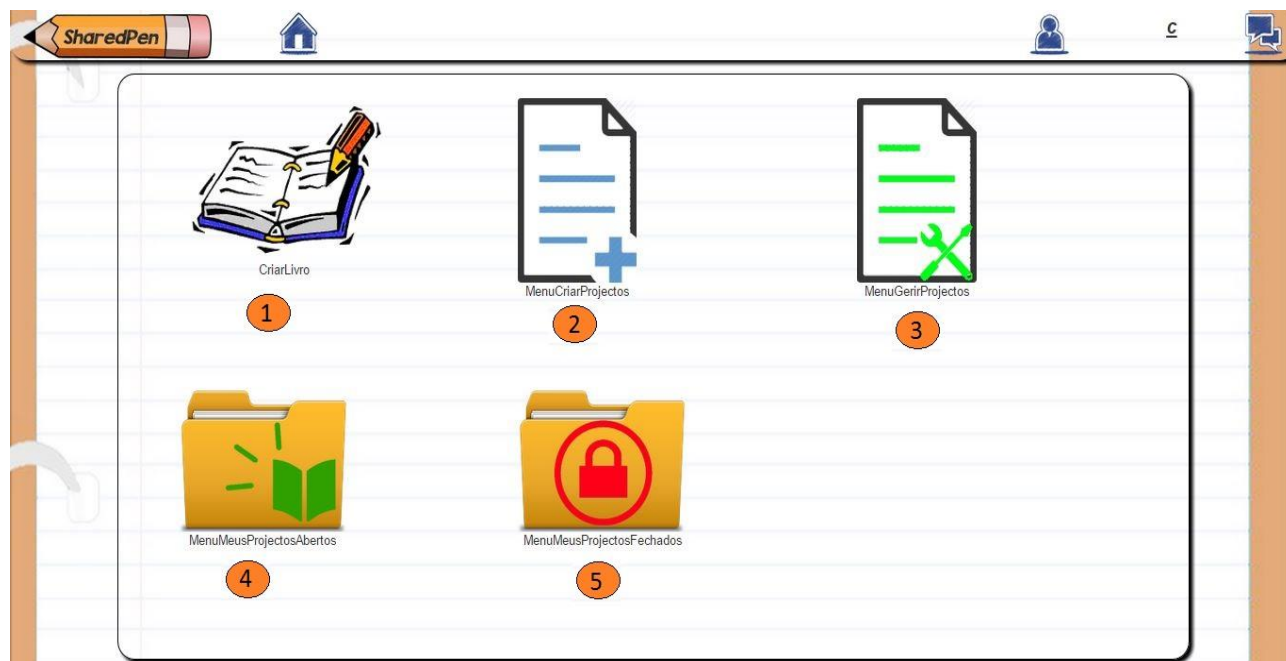 SharedPen
c
CriarLivro
MenuCriarProjectos
MenuGerirProjectos
1
2
3
MenuMeusProjectosAbertos
MenuMeusProjectosFechados
4
5